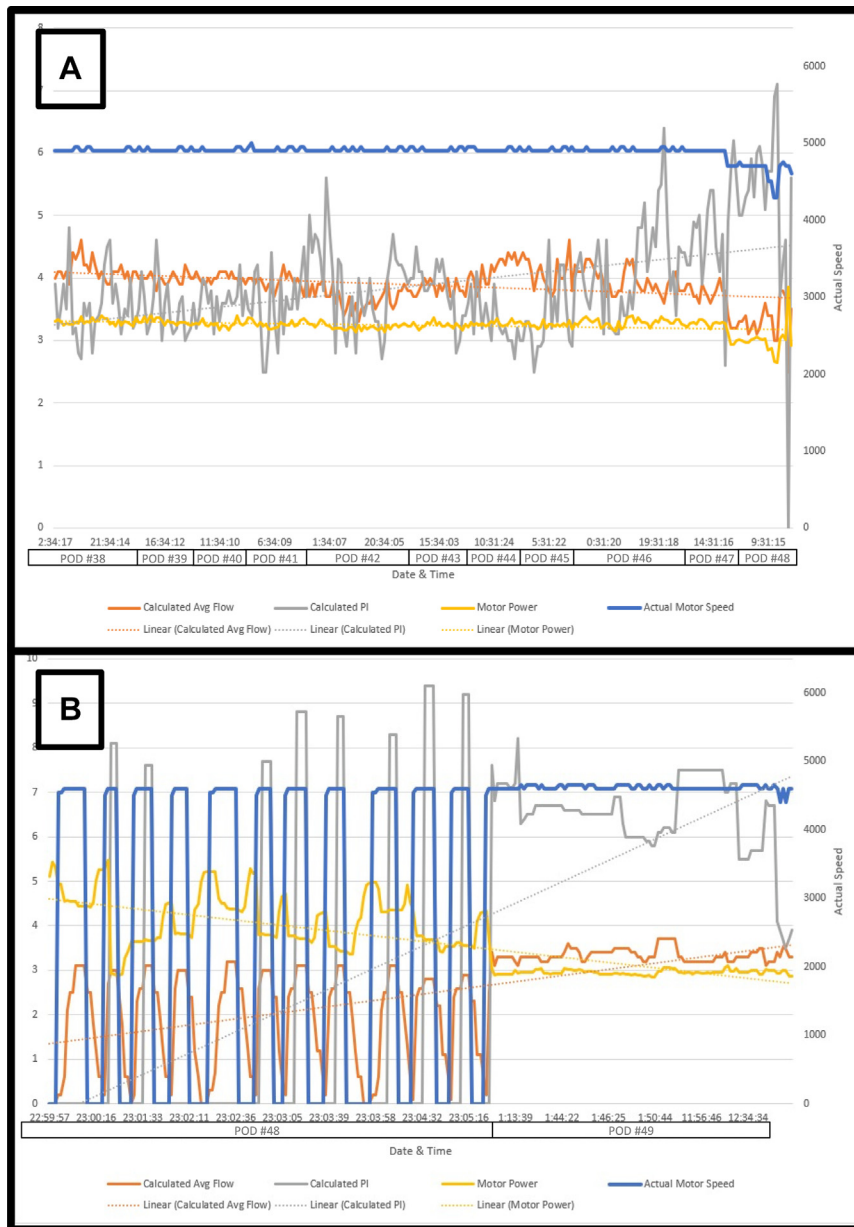 A
8
7
6
5
4
3
2
1
0
6000
5000
4000
3000
2000
1000
0
Actual Speed
2:34:17 21:34:14 16:34:12 11:34:10 6:34:09 1:34:07 20:34:05 15:34:03 10:31:24 5:31:22 0:31:20 19:31:18 14:31:16 9:31:15
POD #38 POD #39 POD #40 POD #41 POD #42 POD #43 POD #44 POD #45 POD #46 POD #47 POD #48
Date & Time
Calculated Avg Flow Calculated PI Motor Power Actual Motor Speed
Linear (Calculated Avg Flow) Linear (Calculated PI) Linear (Motor Power)
B
10
9
8
7
6
5
4
3
2
1
0
6000
5000
4000
3000
2000
1000
0
Actual Speed
22:59:57 23:00:16 23:01:33 23:02:11 23:02:36 23:03:05 23:03:39 23:03:58 23:04:32 23:05:16 1:13:39 1:44:22 1:46:25 1:50:44 11:56:46 12:34:34
POD #48 POD #49
Date & Time
Calculated Avg Flow Calculated PI Motor Power Actual Motor Speed
Linear (Calculated Avg Flow) Linear (Calculated PI) Linear (Motor Power)